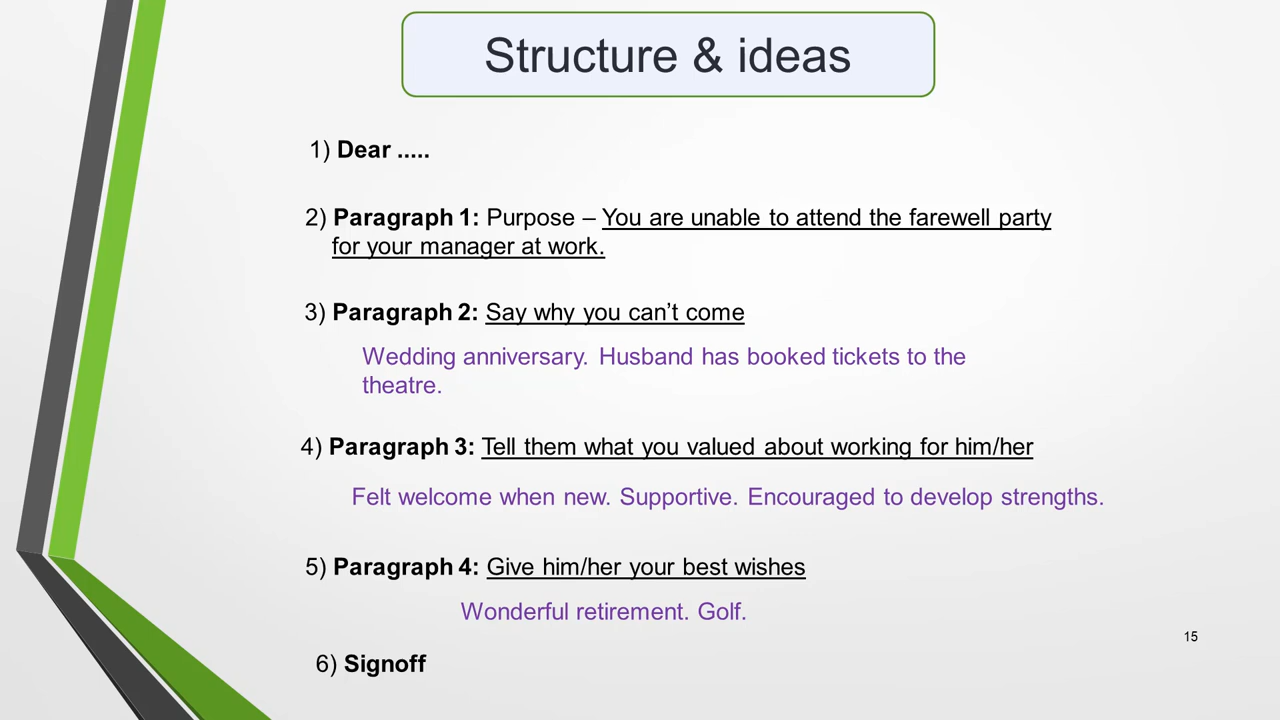 Structure & ideas
1) Dear .....
2) Paragraph 1: Purpose – You are unable to attend the farewell party
for your manager at work.
3) Paragraph 2: Say why you can’t come
Wedding anniversary. Husband has booked tickets to the
theatre.
4) Paragraph 3: Tell them what you valued about working for him/her
Felt welcome when new. Supportive. Encouraged to develop strengths.
5) Paragraph 4: Give him/her your best wishes
Wonderful retirement. Golf.
15
6) Signoff